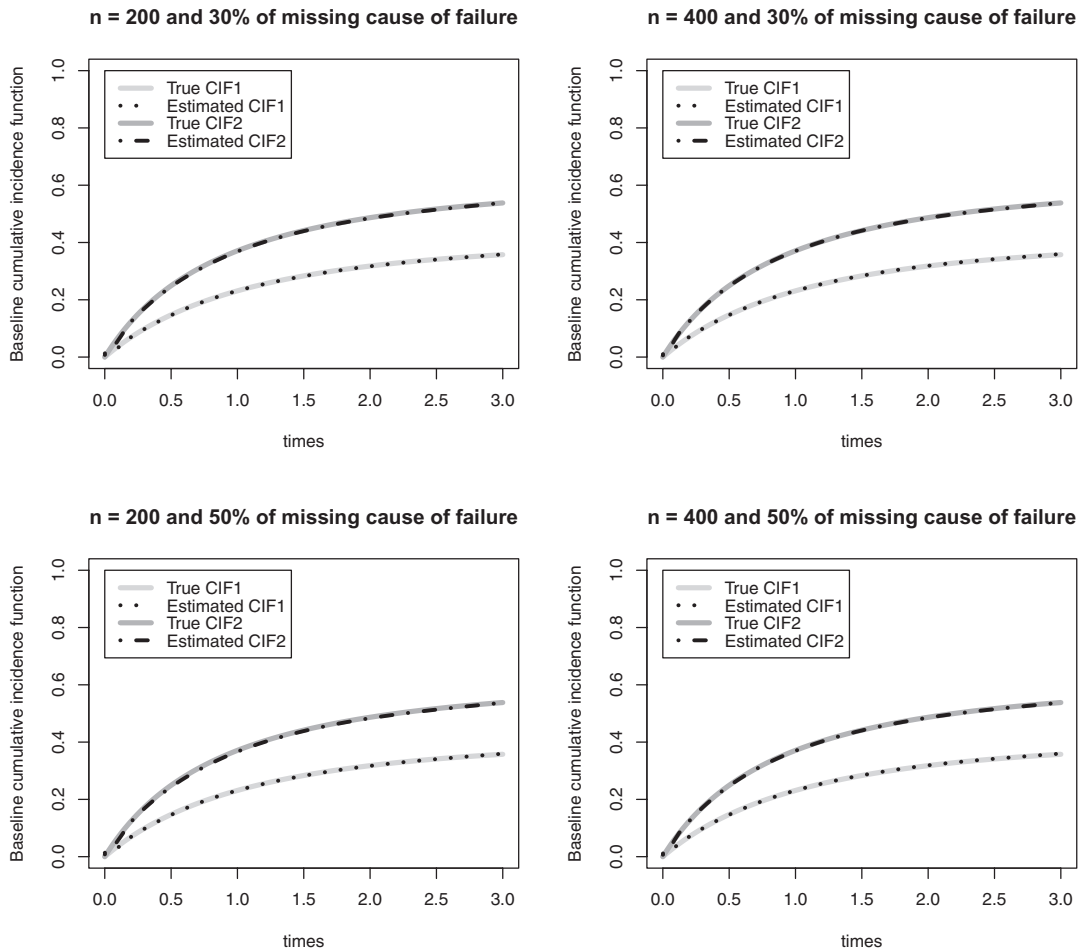 n = 200 and 30% of missing cause of failure
Baseline cumulative incidence function
1.0
0.8
0.6
0.4
0.2
0.0
True CIF1
Estimated CIF1
True CIF2
Estimated CIF2
0.0 0.5 1.0 1.5 2.0 2.5 3.0
times
n = 400 and 30% of missing cause of failure
Baseline cumulative incidence function
1.0
0.8
0.6
0.4
0.2
0.0
True CIF1
Estimated CIF1
True CIF2
Estimated CIF2
0.0 0.5 1.0 1.5 2.0 2.5 3.0
times
n = 200 and 50% of missing cause of failure
Baseline cumulative incidence function
1.0
0.8
0.6
0.4
0.2
0.0
True CIF1
Estimated CIF1
True CIF2
Estimated CIF2
0.0 0.5 1.0 1.5 2.0 2.5 3.0
times
n = 400 and 50% of missing cause of failure
Baseline cumulative incidence function
1.0
0.8
0.6
0.4
0.2
0.0
True CIF1
Estimated CIF1
True CIF2
Estimated CIF2
0.0 0.5 1.0 1.5 2.0 2.5 3.0
times